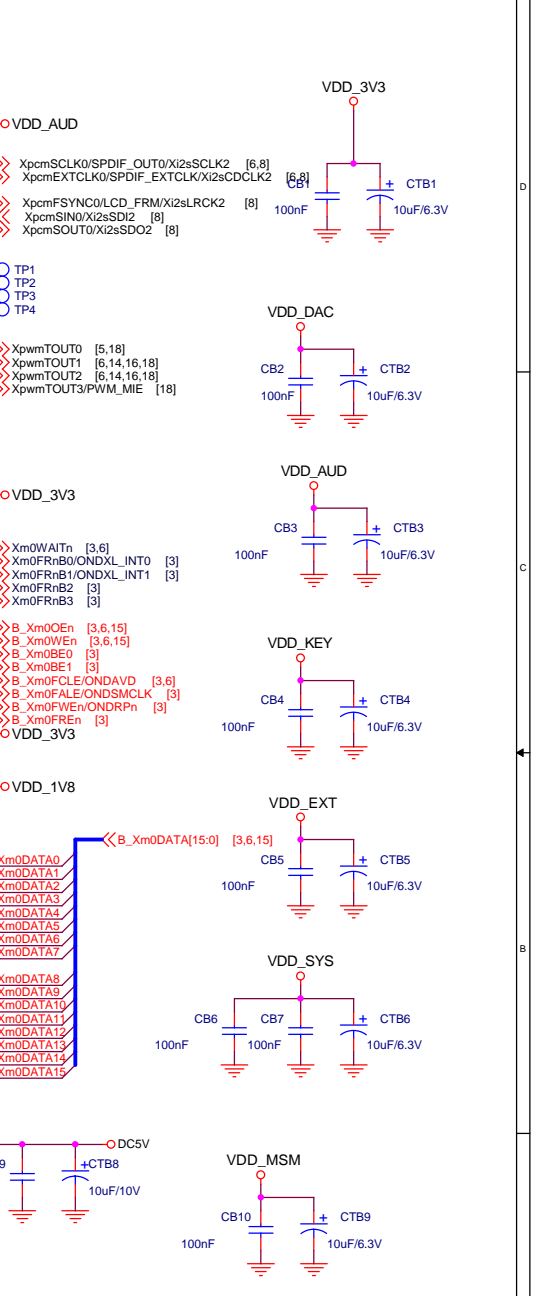 VDD_3V3
VDD_AUD
XpcmSCLK0/SPDIF_OUT0/Xi2sSCLK2 [6,8]
XpcmEXTCLK0/SPDIF_EXTCLK/Xi2sCDCLK2 [6,8]
CB1
CTB1
D
XpcmFSYNC0/LCD_FRM/Xi2sLRCK2 [8]
100nF
10uF/6.3V
XpcmSIN0/Xi2sSDI2 [8]
XpcmSOUT0/Xi2sSDO2 [8]
TP1
TP2
TP3
TP4
VDD_DAC
XpwmTOUT0 [5,18]
XpwmTOUT1 [6,14,16,18]
XpwmTOUT2 [6,14,16,18]
XpwmTOUT3/PWM_MIE [18]
CB2
CTB2
100nF
10uF/6.3V
VDD_AUD
VDD_3V3
CB3
CTB3
100nF
10uF/6.3V
Xm0WAITn [3,6]
Xm0FRnB0/ONDXL_INT0 [3]
Xm0FRnB1/ONDXL_INT1 [3]
Xm0FRnB2 [3]
Xm0FRnB3 [3]
C
B_Xm0OEn [3,6,15]
B_Xm0WEn [3,6,15]
B_Xm0BE0 [3]
B_Xm0BE1 [3]
B_Xm0FCLE/ONDAVD [3,6]
B_Xm0FALE/ONDSMCLK [3]
B_Xm0FWEn/ONDRPn [3]
B_Xm0FREn [3]
VDD_3V3
VDD_KEY
CB4
CTB4
100nF
10uF/6.3V
VDD_1V8
VDD_EXT
B_Xm0DATA[15:0] [3,6,15]
CB5
CTB5
100nF
10uF/6.3V
Xm0DATA0
Xm0DATA1
Xm0DATA2
Xm0DATA3
Xm0DATA4
Xm0DATA5
Xm0DATA6
Xm0DATA7
B
VDD_SYS
Xm0DATA8
Xm0DATA9
Xm0DATA10
Xm0DATA11
Xm0DATA12
Xm0DATA13
Xm0DATA14
Xm0DATA15
CB6
CB7
CTB6
100nF
100nF
10uF/6.3V
DC5V
9
CTB8
10uF/10V
VDD_MSM
CB10
CTB9
100nF
10uF/6.3V